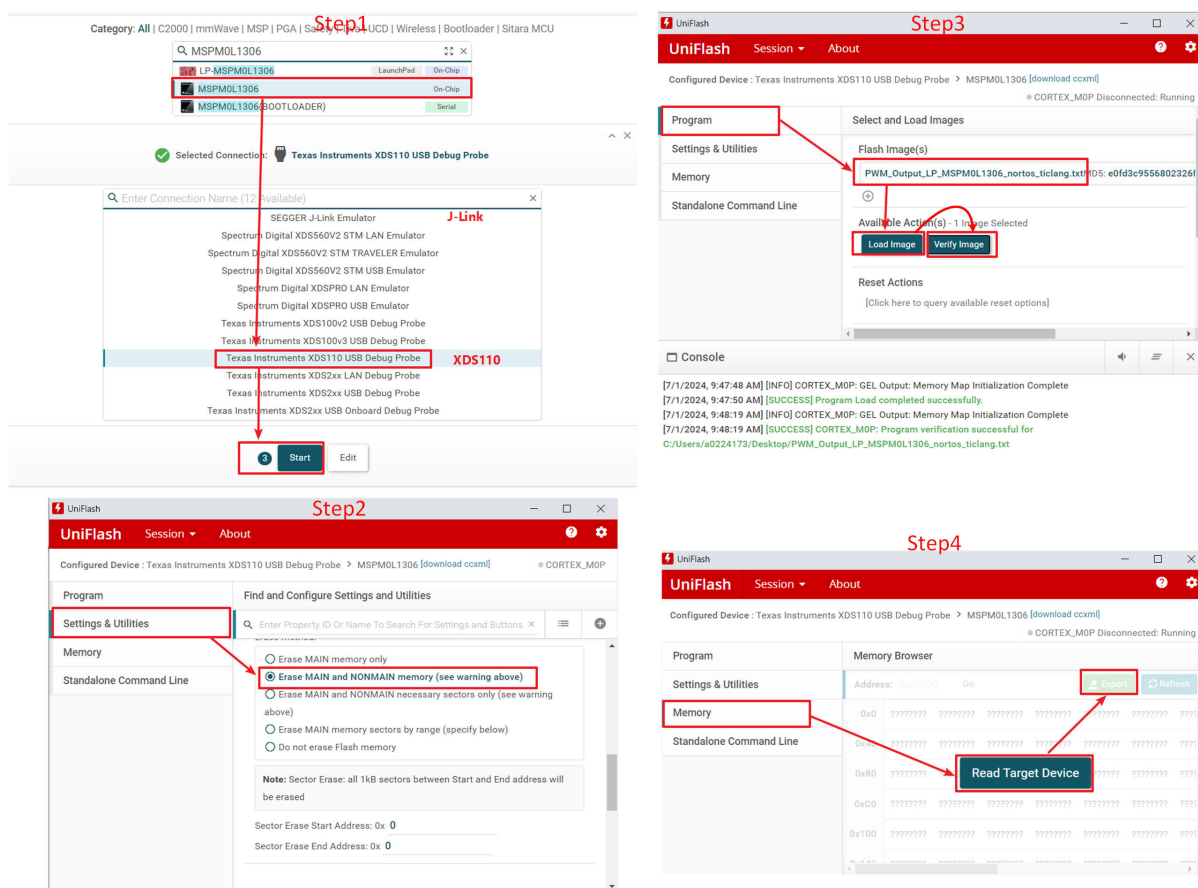 Step1
Category: All | C2000 | mmWave | MSP | PGA | Safety | Tiva | UCD | Wireless | Bootloader | Sitara MCU
MSPM0L1306
LP-MSPM0L1306 LaunchPad On-Chip
MSPM0L1306 On-Chip
MSPM0L1306(BOOTLOADER) Serial
Selected Connection: Texas Instruments XDS110 USB Debug Probe
Enter Connection Name (12 Available)
SEGGER J-Link Emulator J-Link
Spectrum Digital XDS560V2 STM LAN Emulator
Spectrum Digital XDS560V2 STM TRAVELER Emulator
Spectrum Digital XDS560V2 STM USB Emulator
Spectrum Digital XDSPRO LAN Emulator
Spectrum Digital XDSPRO USB Emulator
Texas Instruments XDS100v2 USB Debug Probe
Texas Instruments XDS100v3 USB Debug Probe
Texas Instruments XDS110 USB Debug Probe XDS110
Texas Instruments XDS2xx LAN Debug Probe
Texas Instruments XDS2xx USB Debug Probe
Texas Instruments XDS2xx USB Onboard Debug Probe
3 Start Edit
Step2
UniFlash
UniFlash Session About
Configured Device : Texas Instruments XDS110 USB Debug Probe > MSPM0L1306 [download ccxml] CORTEX_M0P
Program
Settings & Utilities
Memory
Standalone Command Line
Find and Configure Settings and Utilities
Enter Property ID Or Name To Search For Settings and Buttons
Erase method:
Erase MAIN memory only
Erase MAIN and NONMAIN memory (see warning above)
Erase MAIN and NONMAIN necessary sectors only (see warning
above)
Erase MAIN memory sectors by range (specify below)
Do not erase Flash memory
Note: Sector Erase: all 1kB sectors between Start and End address will
be erased
Sector Erase Start Address: 0x 0
Sector Erase End Address: 0x 0
Step3
UniFlash
UniFlash Session About
Configured Device : Texas Instruments XDS110 USB Debug Probe > MSPM0L1306 [download ccxml]
CORTEX_M0P Disconnected: Running
Program
Settings & Utilities
Memory
Standalone Command Line
Select and Load Images
Flash Image(s)
PWM_Output_LP_MSPM0L1306_nortos_ticlang.txt MD5: e0fd3c9556802326f
Available Action(s) - 1 Image Selected
Load Image Verify Image
Reset Actions
[Click here to query available reset options]
Console
[7/1/2024, 9:47:48 AM] [INFO] CORTEX_M0P: GEL Output: Memory Map Initialization Complete
[7/1/2024, 9:47:50 AM] [SUCCESS] Program Load completed successfully.
[7/1/2024, 9:48:19 AM] [INFO] CORTEX_M0P: GEL Output: Memory Map Initialization Complete
[7/1/2024, 9:48:19 AM] [SUCCESS] CORTEX_M0P: Program verification successful for
C:/Users/a0224173/Desktop/PWM_Output_LP_MSPM0L1306_nortos_ticlang.txt
Step4
UniFlash
UniFlash Session About
Configured Device : Texas Instruments XDS110 USB Debug Probe > MSPM0L1306 [download ccxml]
CORTEX_M0P Disconnected: Running
Program
Settings & Utilities
Memory
Standalone Command Line
Memory Browser
Address: Go Export Refresh
0x0 ???????? ???????? ???????? ???????? ???????? ???????? ????
0x40 ???????? ???????? ???????? ???????? ???????? ???????? ????
0x80 ???????? ???????? ????
Read Target Device
0xC0 ???????? ???????? ???????? ???????? ???????? ???????? ????
0x100 ???????? ???????? ???????? ???????? ???????? ???????? ????